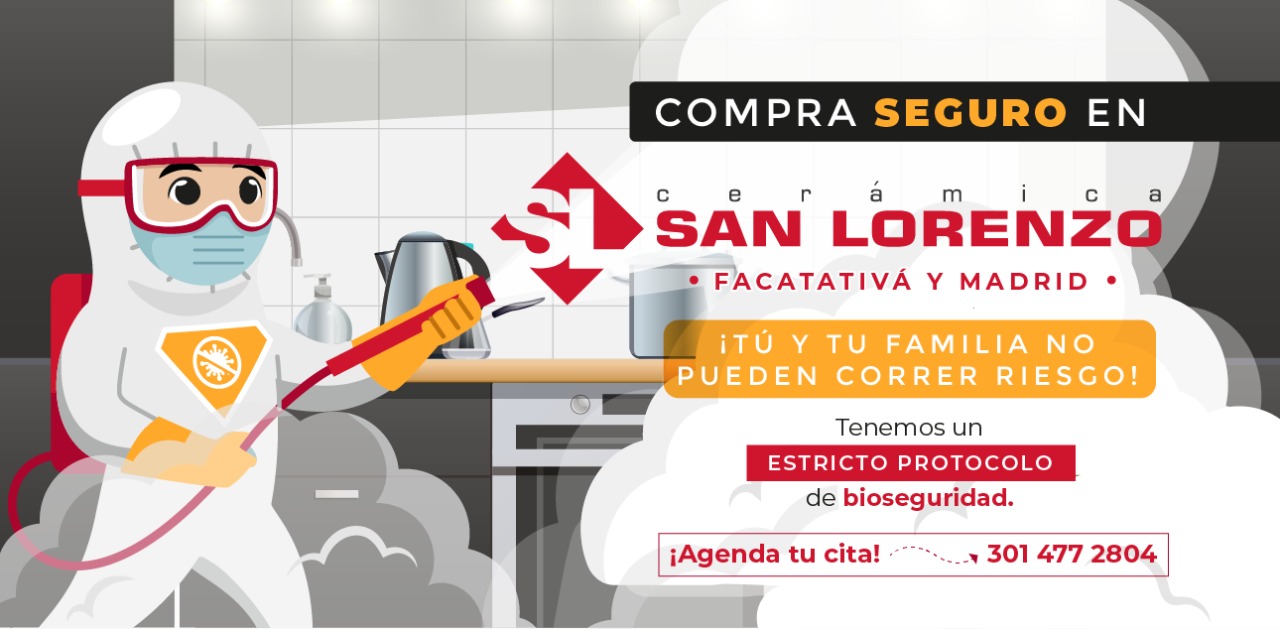 COMPRA SEGURO EN
SL
cerámica
SAN LORENZO
• FACATATIVÁ Y MADRID •
¡TÚ Y TU FAMILIA NO
PUEDEN CORRER RIESGO!
Tenemos un
ESTRICTO PROTOCOLO
de bioseguridad.
¡Agenda tu cita! 301 477 2804